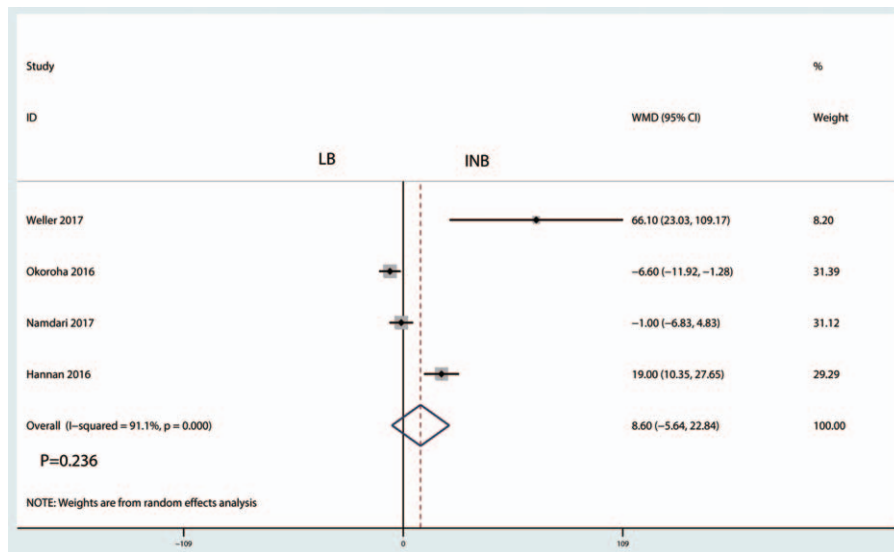 Study %
ID WMD (95% CI) Weight
LB INB
Weller 2017 66.10 (23.03, 109.17) 8.20
Okoroha 2016 −6.60 (−11.92, −1.28) 31.39
Namdari 2017 −1.00 (−6.83, 4.83) 31.12
Hannan 2016 19.00 (10.35, 27.65) 29.29
Overall (I−squared = 91.1%, p = 0.000) 8.60 (−5.64, 22.84) 100.00
P=0.236
NOTE: Weights are from random effects analysis
−109 0 109